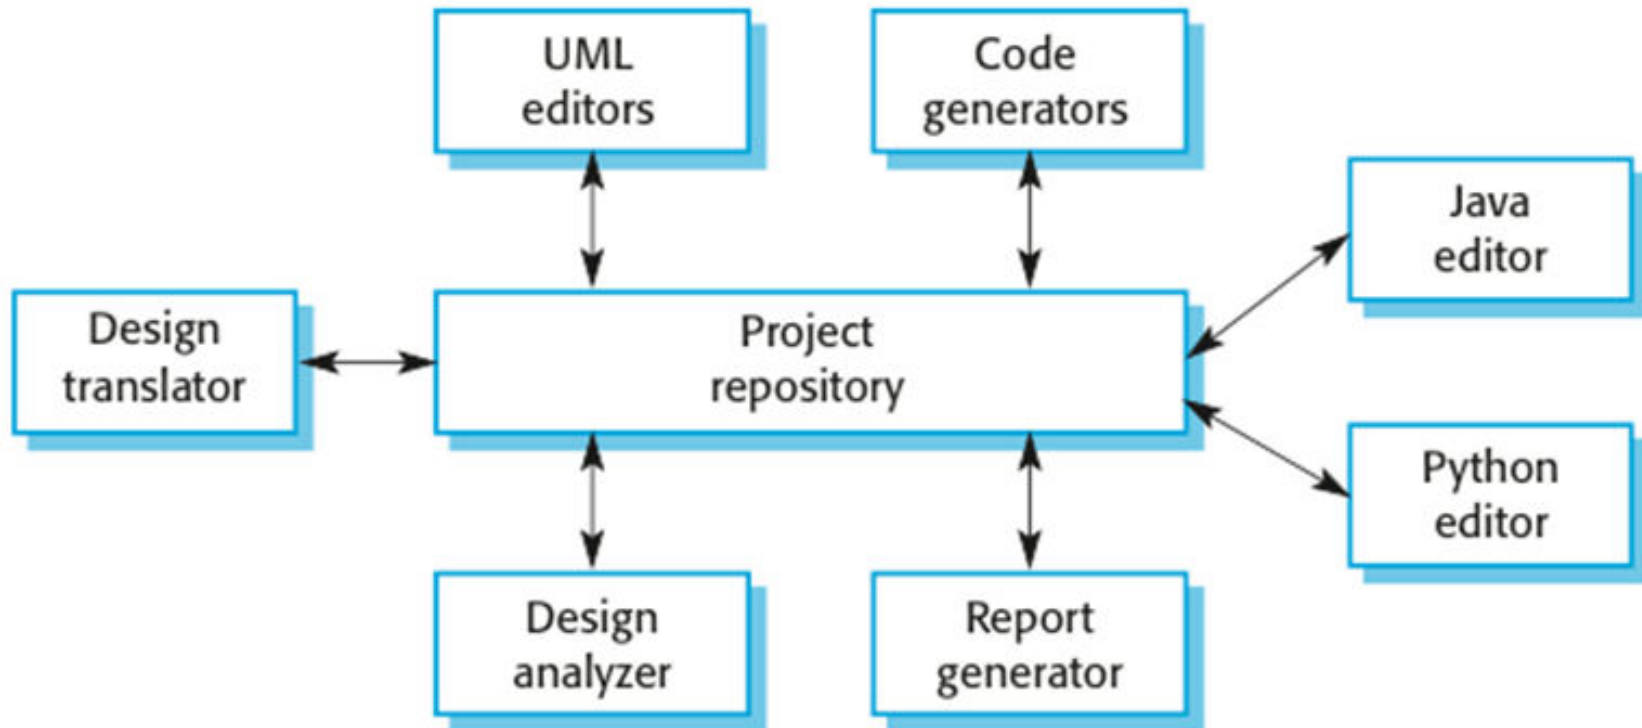 UML
editors
Code
generators
Java
editor
Design
translator
Project
repository
Python
editor
Design
analyzer
Report
generator